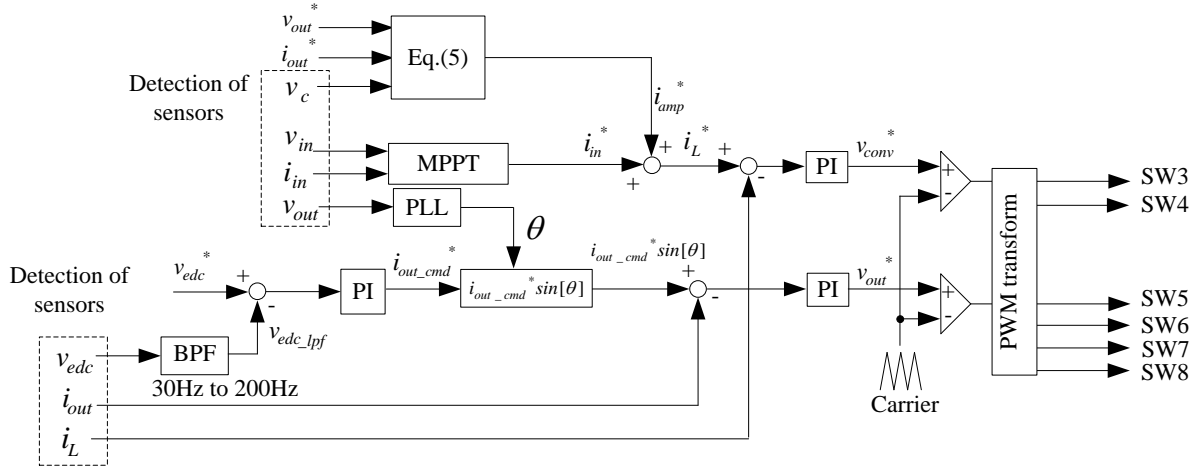 v_out*
i_out*
Eq.(5)
Detection of
sensors
v_c
i_amp*
v_in
i_in
MPPT
i_in*
+
+
i_L*
+
-
PI
v_conv*
+
-
SW3
SW4
v_out
PLL
θ
Detection of
sensors
v_edc*
+
-
PI
i_out_cmd*
i_out_cmd*sin[θ]
i_out_cmd*sin[θ]
+
-
PI
v_out*
+
-
PWM transform
SW5
SW6
SW7
SW8
v_edc_lpf
v_edc
BPF
30Hz to 200Hz
i_out
i_L
Carrier